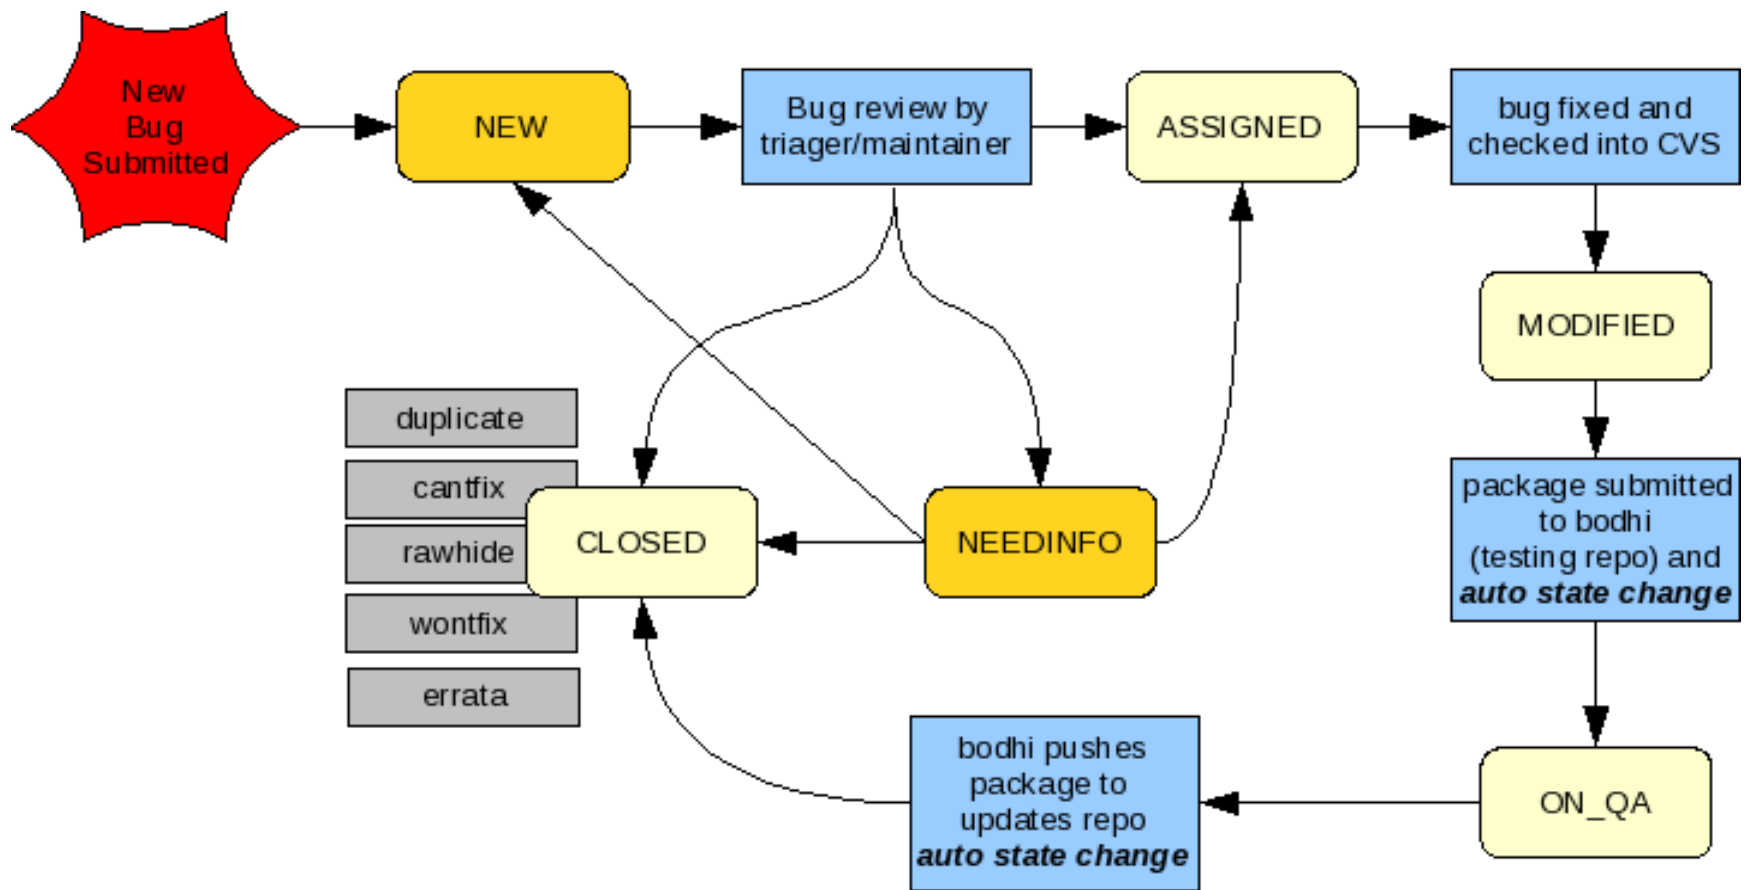 New
Bug
Submitted
NEW
Bug review by
triager/maintainer
ASSIGNED
bug fixed and
checked into CVS
MODIFIED
duplicate
cantfix
rawhide
wontfix
errata
CLOSED
NEEDINFO
package submitted
to bodhi
(testing repo) and
auto state change
bodhi pushes
package to
updates repo
auto state change
ON_QA